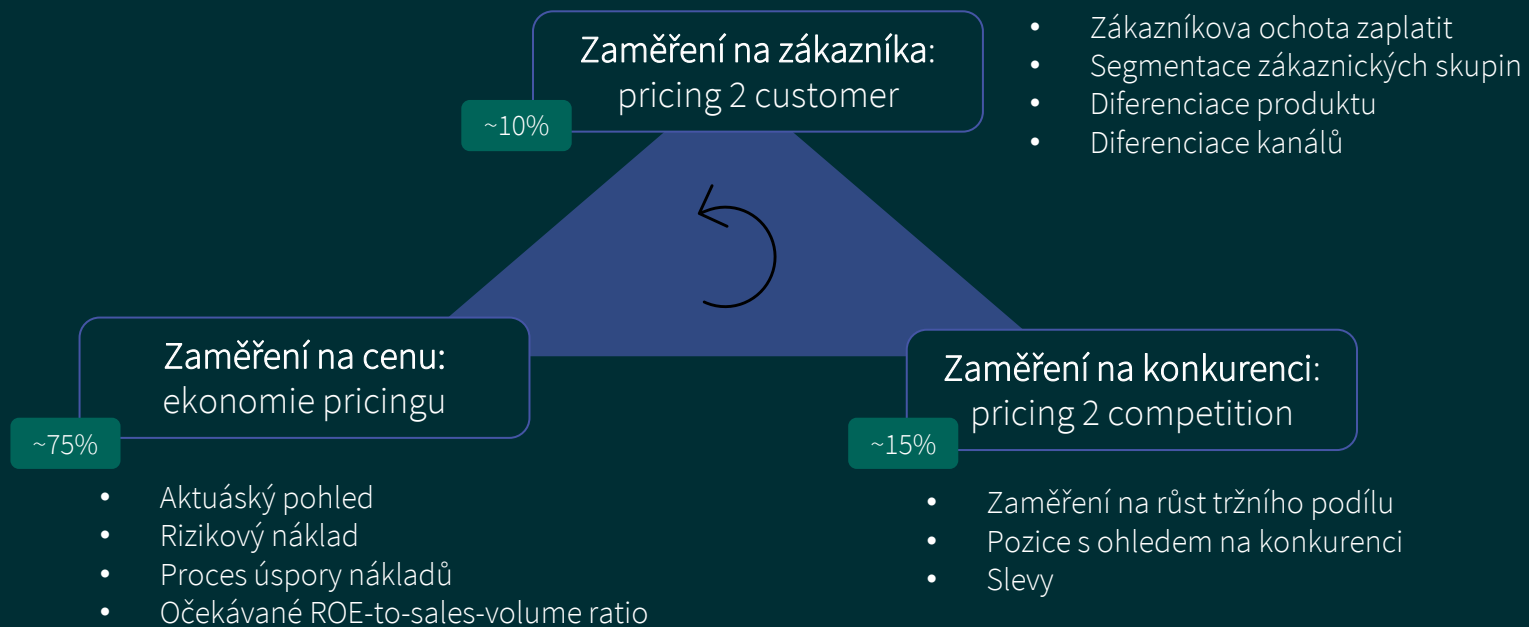 Zaměření na zákazníka:
pricing 2 customer
~10%
• Zákazníkova ochota zaplatit
• Segmentace zákaznických skupin
• Diferenciace produktu
• Diferenciace kanálů
Zaměření na cenu:
ekonomie pricingu
~75%
• Aktuáský pohled
• Rizikový náklad
• Proces úspory nákladů
• Očekávané ROE-to-sales-volume ratio
Zaměření na konkurenci:
pricing 2 competition
~15%
• Zaměření na růst tržního podílu
• Pozice s ohledem na konkurenci
• Slevy